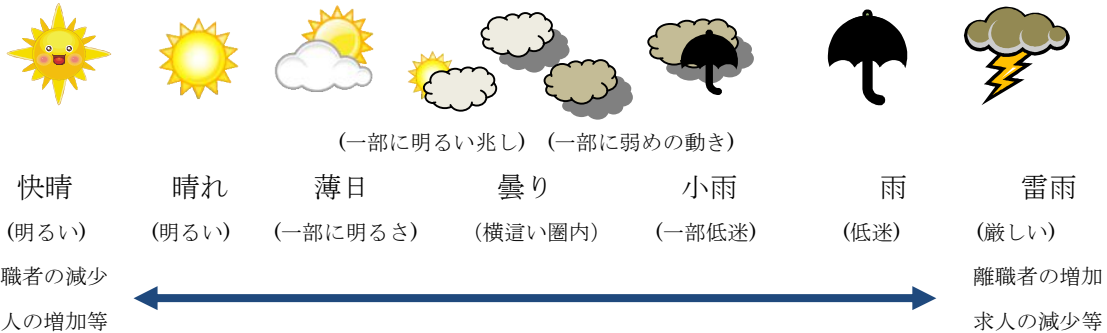 (一部に明るい兆し) (一部に弱めの動き)
快晴 晴れ 薄日 曇り 小雨 雨 雷雨
(明るい) (明るい) (一部に明るさ) （横這い圏内） (一部低迷) (低迷) (厳しい)
職者の減少 離職者の増加
人の増加等 求人の減少等